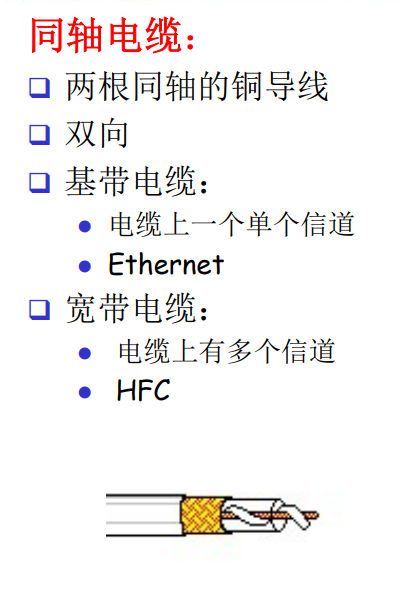 同轴电缆：
两根同轴的铜导线
双向
基带电缆：
电缆上一个单个信道
Ethernet
宽带电缆：
电缆上有多个信道
HFC